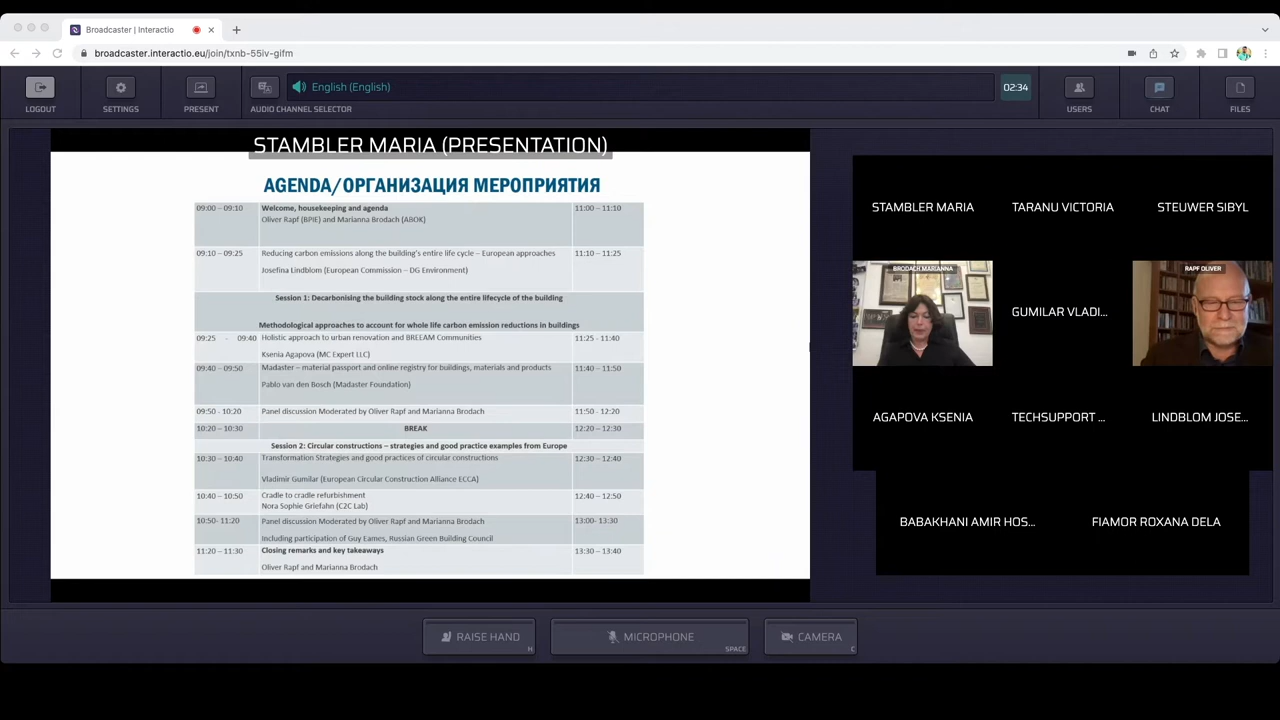 Broadcaster | Interactio
broadcaster.interactio.eu/join/txnb-55iv-gifm
LOGOUT
SETTINGS
PRESENT
AUDIO CHANNEL SELECTOR
English (English)
02:34
USERS
CHAT
FILES
STAMBLER MARIA (PRESENTATION)
AGENDA/ОРГАНИЗАЦИЯ МЕРОПРИЯТИЯ
09:00 – 09:10 Welcome, housekeeping and agenda 11:00 – 11:10
Oliver Rapf (BPIE) and Marianna Brodach (ABOK)
09:10 – 09:25 Reducing carbon emissions along the building's entire life cycle – European approaches 11:10 – 11:25
Josefina Lindblom (European Commission – DG Environment)
Session 1: Decarbonising the building stock along the entire lifecycle of the building
Methodological approaches to account for whole life carbon emission reductions in buildings
09:25 - 09:40 Holistic approach to urban renovation and BREEAM Communities 11:25 - 11:40
Ksenia Agapova (MC Expert LLC)
09:40 – 09:50 Madaster – material passport and online registry for buildings, materials and products 11:40 – 11:50
Pablo van den Bosch (Madaster Foundation)
09:50 - 10:20 Panel discussion Moderated by Oliver Rapf and Marianna Brodach 11:50 - 12:20
10:20 – 10:30 BREAK 12:20 – 12:30
Session 2: Circular constructions – strategies and good practice examples from Europe
10:30 – 10:40 Transformation Strategies and good practices of circular constructions 12:30 – 12:40
Vladimir Gumilar (European Circular Construction Alliance ECCA)
10:40 – 10:50 Cradle to cradle refurbishment 12:40 – 12:50
Nora Sophie Griefahn (C2C Lab)
10:50- 11:20 Panel discussion Moderated by Oliver Rapf and Marianna Brodach 13:00- 13:30
Including participation of Guy Eames, Russian Green Building Council
11:20 – 11:30 Closing remarks and key takeaways 13:30 – 13:40
Oliver Rapf and Marianna Brodach
STAMBLER MARIA
TARANU VICTORIA
STEUWER SIBYL
BRODACH MARIANNA
GUMILAR VLADI...
RAPF OLIVER
AGAPOVA KSENIA
TECHSUPPORT ...
LINDBLOM JOSE...
BABAKHANI AMIR HOS...
FIAMOR ROXANA DELA
RAISE HAND
H
MICROPHONE
SPACE
CAMERA
C